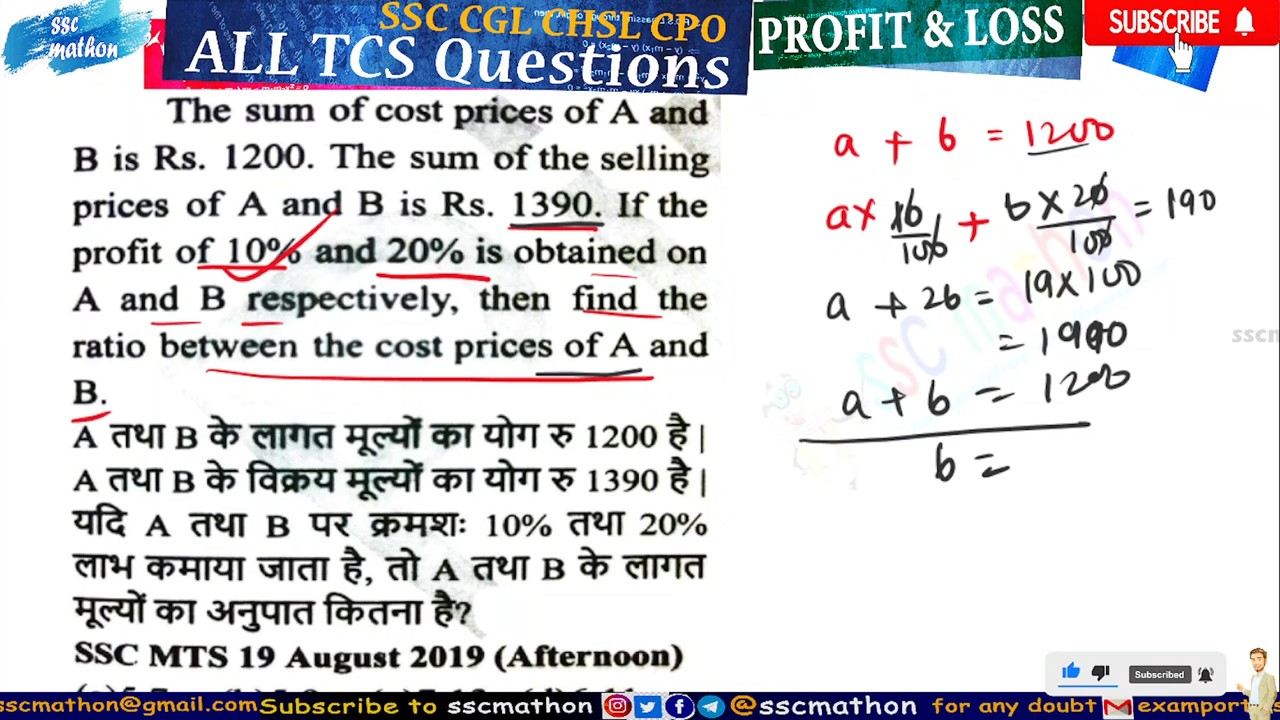 SSC mathon
SSC CGL CHSL CPO
ALL TCS Questions
PROFIT & LOSS
SUBSCRIBE
The sum of cost prices of A and
B is Rs. 1200. The sum of the selling
prices of A and B is Rs. 1390. If the
profit of 10% and 20% is obtained on
A and B respectively, then find the
ratio between the cost prices of A and
B.
A तथा B के लागत मूल्यों का योग रु 1200 है|
A तथा B के विक्रय मूल्यों का योग रु 1390 है|
यदि A तथा B पर क्रमशः 10% तथा 20%
लाभ कमाया जाता है, तो A तथा B के लागत
मूल्यों का अनुपात कितना है?
SSC MTS 19 August 2019 (Afternoon)
a + b = 1200
a× 10/100 + b × 20/100 = 190
a + 2b = 19×100
= 1900
a + b = 1200
b =
sscm
Subscribed
sscmathon@gmail.com Subscribe to sscmathon @sscmathon for any doubt examport